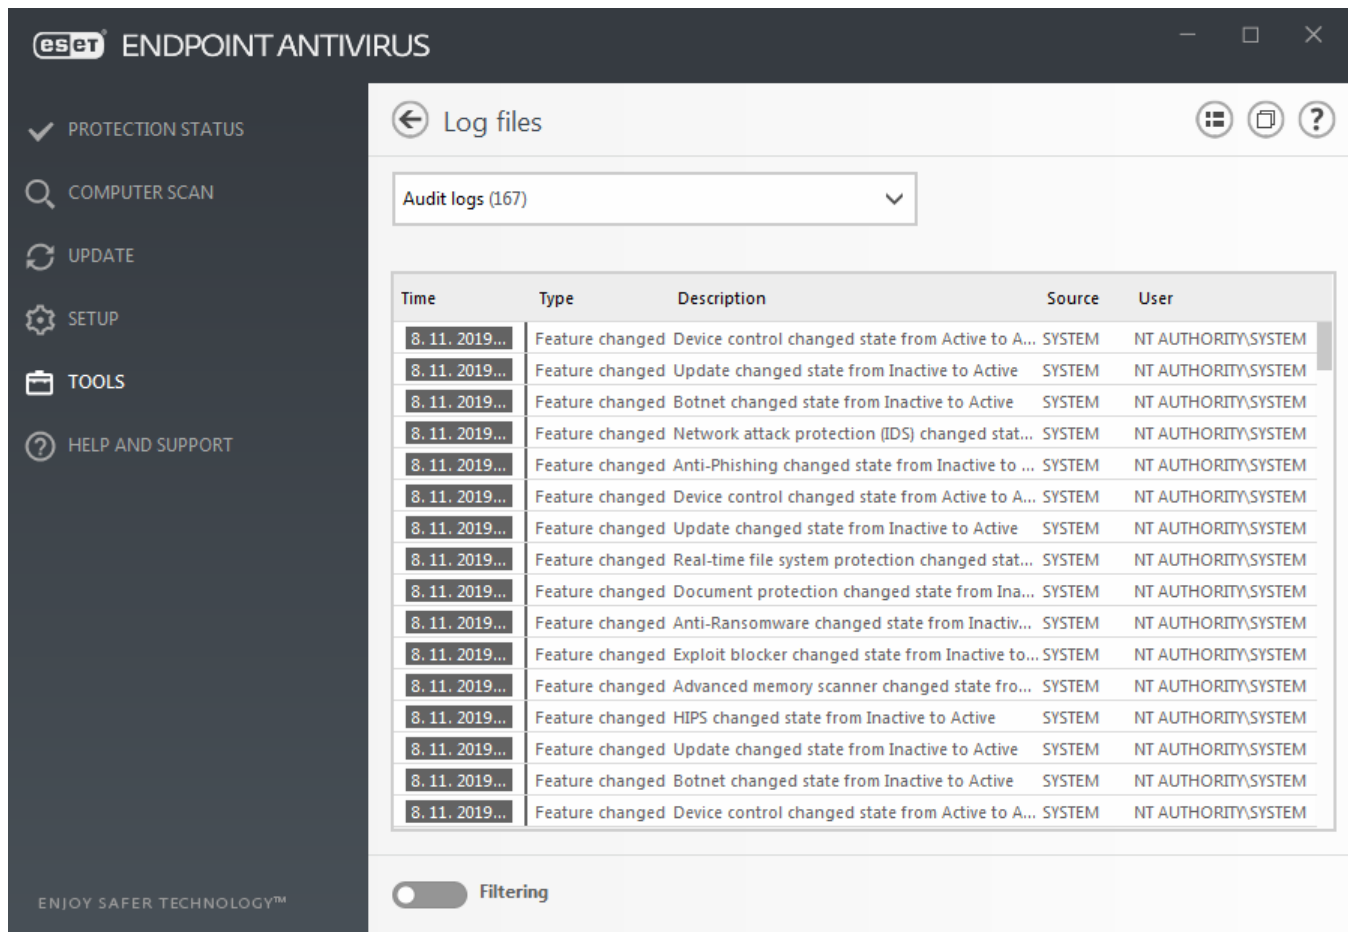 eset ENDPOINT ANTIVIRUS
PROTECTION STATUS
COMPUTER SCAN
UPDATE
SETUP
TOOLS
HELP AND SUPPORT
ENJOY SAFER TECHNOLOGY™
Log files
?
Audit logs (167)
Time Type Description Source User
8. 11. 2019... Feature changed Device control changed state from Active to A... SYSTEM NT AUTHORITY\SYSTEM
8. 11. 2019... Feature changed Update changed state from Inactive to Active SYSTEM NT AUTHORITY\SYSTEM
8. 11. 2019... Feature changed Botnet changed state from Inactive to Active SYSTEM NT AUTHORITY\SYSTEM
8. 11. 2019... Feature changed Network attack protection (IDS) changed stat... SYSTEM NT AUTHORITY\SYSTEM
8. 11. 2019... Feature changed Anti-Phishing changed state from Inactive to ... SYSTEM NT AUTHORITY\SYSTEM
8. 11. 2019... Feature changed Device control changed state from Active to A... SYSTEM NT AUTHORITY\SYSTEM
8. 11. 2019... Feature changed Update changed state from Inactive to Active SYSTEM NT AUTHORITY\SYSTEM
8. 11. 2019... Feature changed Real-time file system protection changed stat... SYSTEM NT AUTHORITY\SYSTEM
8. 11. 2019... Feature changed Document protection changed state from Ina... SYSTEM NT AUTHORITY\SYSTEM
8. 11. 2019... Feature changed Anti-Ransomware changed state from Inactiv... SYSTEM NT AUTHORITY\SYSTEM
8. 11. 2019... Feature changed Exploit blocker changed state from Inactive to... SYSTEM NT AUTHORITY\SYSTEM
8. 11. 2019... Feature changed Advanced memory scanner changed state fro... SYSTEM NT AUTHORITY\SYSTEM
8. 11. 2019... Feature changed HIPS changed state from Inactive to Active SYSTEM NT AUTHORITY\SYSTEM
8. 11. 2019... Feature changed Update changed state from Inactive to Active SYSTEM NT AUTHORITY\SYSTEM
8. 11. 2019... Feature changed Botnet changed state from Inactive to Active SYSTEM NT AUTHORITY\SYSTEM
8. 11. 2019... Feature changed Device control changed state from Active to A... SYSTEM NT AUTHORITY\SYSTEM
Filtering